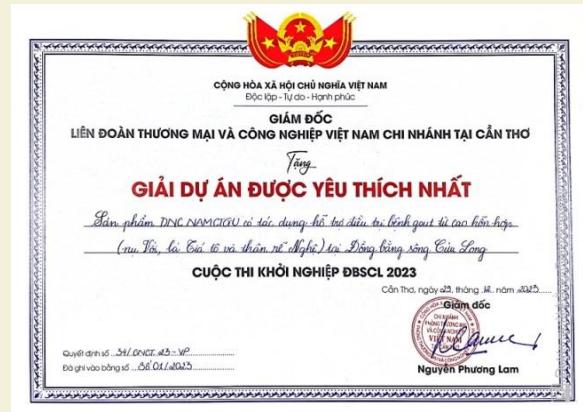 CỘNG HÒA XÃ HỘI CHỦ NGHĨA VIỆT NAM
Độc lập - Tự do - Hạnh phúc
GIÁM ĐỐC
LIÊN ĐOÀN THƯƠNG MẠI VÀ CÔNG NGHIỆP VIỆT NAM CHI NHÁNH TẠI CẦN THƠ
Tặng
GIẢI DỰ ÁN ĐƯỢC YÊU THÍCH NHẤT
Sản phẩm DNC NAMCIGU có tác dụng hỗ trợ điều trị bệnh gout từ cao hỗn hợp
(nụ Vối, lá Tía tô và thân rễ Nghệ) tại Đồng bằng sông Cửu Long
CUỘC THI KHỞI NGHIỆP ĐBSCL 2023
Cần Thơ, ngày 29 tháng 12 năm 2023
Giám đốc
VIỆT NAM
Quyết định số 34/ QNCT 23 - VP
Đã ghi vào bảng số 38.01/2023
Nguyễn Phương Lam